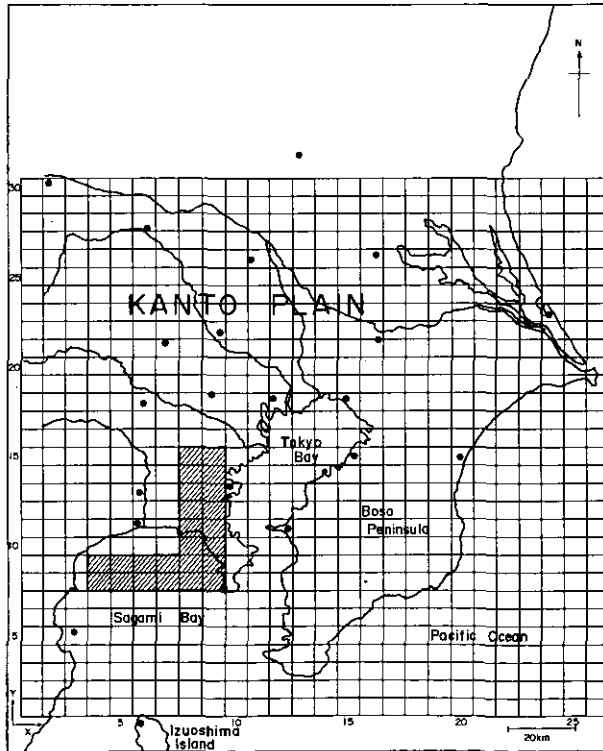 N
30
25
20
15
10
5
Y
X
5
10
15
20
25
KANTO PLAIN
Tokyo
Bay
Boso
Peninsula
Sagami Bay
Pacific Ocean
Izuoshima
Island
20km